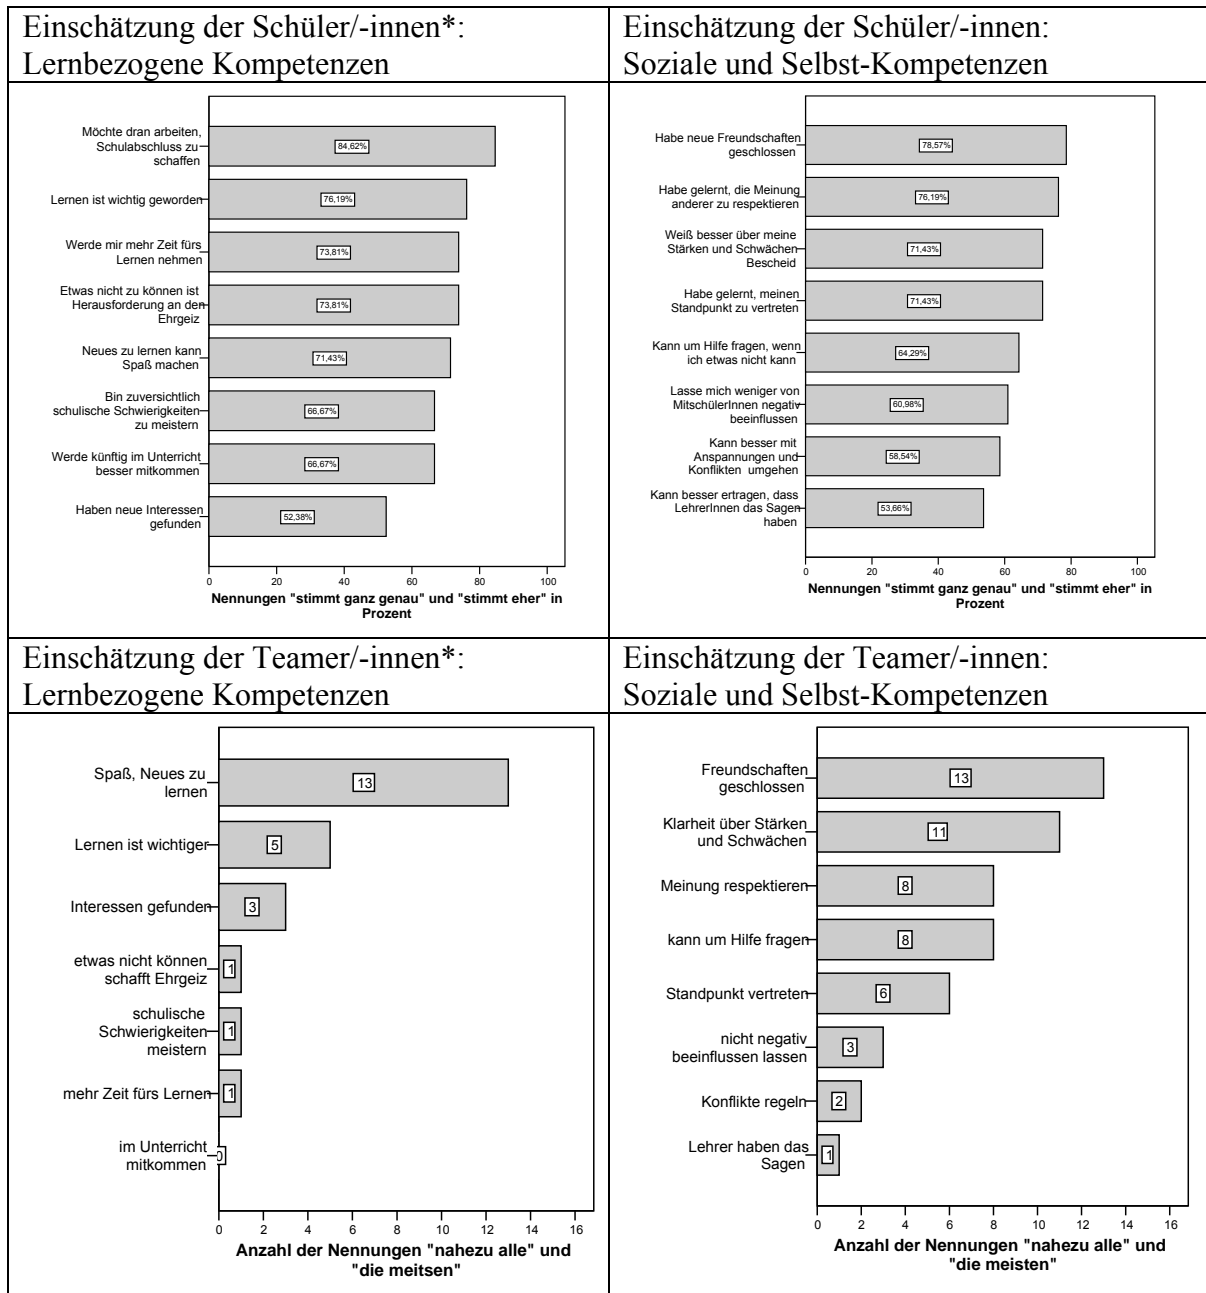 Einschätzung der Schüler/-innen*:
Lernbezogene Kompetenzen
Möchte dran arbeiten,
Schulabschluss zu
schaffen
84,62%
Lernen ist wichtig geworden
76,19%
Werde mir mehr Zeit fürs
Lernen nehmen
73,81%
Etwas nicht zu können ist
Herausforderung an den
Ehrgeiz
73,81%
Neues zu lernen kann
Spaß machen
71,43%
Bin zuversichtlich
schulische Schwierigkeiten
zu meistern
66,67%
Werde künftig im Unterricht
besser mitkommen
66,67%
Haben neue Interessen
gefunden
52,38%
0 20 40 60 80 100
Nennungen "stimmt ganz genau" und "stimmt eher" in
Prozent
Einschätzung der Schüler/-innen:
Soziale und Selbst-Kompetenzen
Habe neue Freundschaften
geschlossen
78,57%
Habe gelernt, die Meinung
anderer zu respektieren
76,19%
Weiß besser über meine
Stärken und Schwächen
Bescheid
71,43%
Habe gelernt, meinen
Standpunkt zu vertreten
71,43%
Kann um Hilfe fragen, wenn
ich etwas nicht kann
64,29%
Lasse mich weniger von
MitschülerInnen negativ
beeinflussen
60,98%
Kann besser mit
Anspannungen und
Konflikten umgehen
58,54%
Kann besser ertragen, dass
LehrerInnen das Sagen
haben
53,66%
0 20 40 60 80 100
Nennungen "stimmt ganz genau" und "stimmt eher" in
Prozent
Einschätzung der Teamer/-innen*:
Lernbezogene Kompetenzen
Spaß, Neues zu
lernen
13
Lernen ist wichtiger
5
Interessen gefunden
3
etwas nicht können
schafft Ehrgeiz
1
schulische
Schwierigkeiten
meistern
1
mehr Zeit fürs Lernen
1
im Unterricht
mitkommen
0
0 2 4 6 8 10 12 14 16
Anzahl der Nennungen "nahezu alle" und
"die meitsen"
Einschätzung der Teamer/-innen:
Soziale und Selbst-Kompetenzen
Freundschaften
geschlossen
13
Klarheit über Stärken
und Schwächen
11
Meinung respektieren
8
kann um Hilfe fragen
8
Standpunkt vertreten
6
nicht negativ
beeinflussen lassen
3
Konflikte regeln
2
Lehrer haben das
Sagen
1
0 2 4 6 8 10 12 14 16
Anzahl der Nennungen "nahezu alle" und
"die meisten"